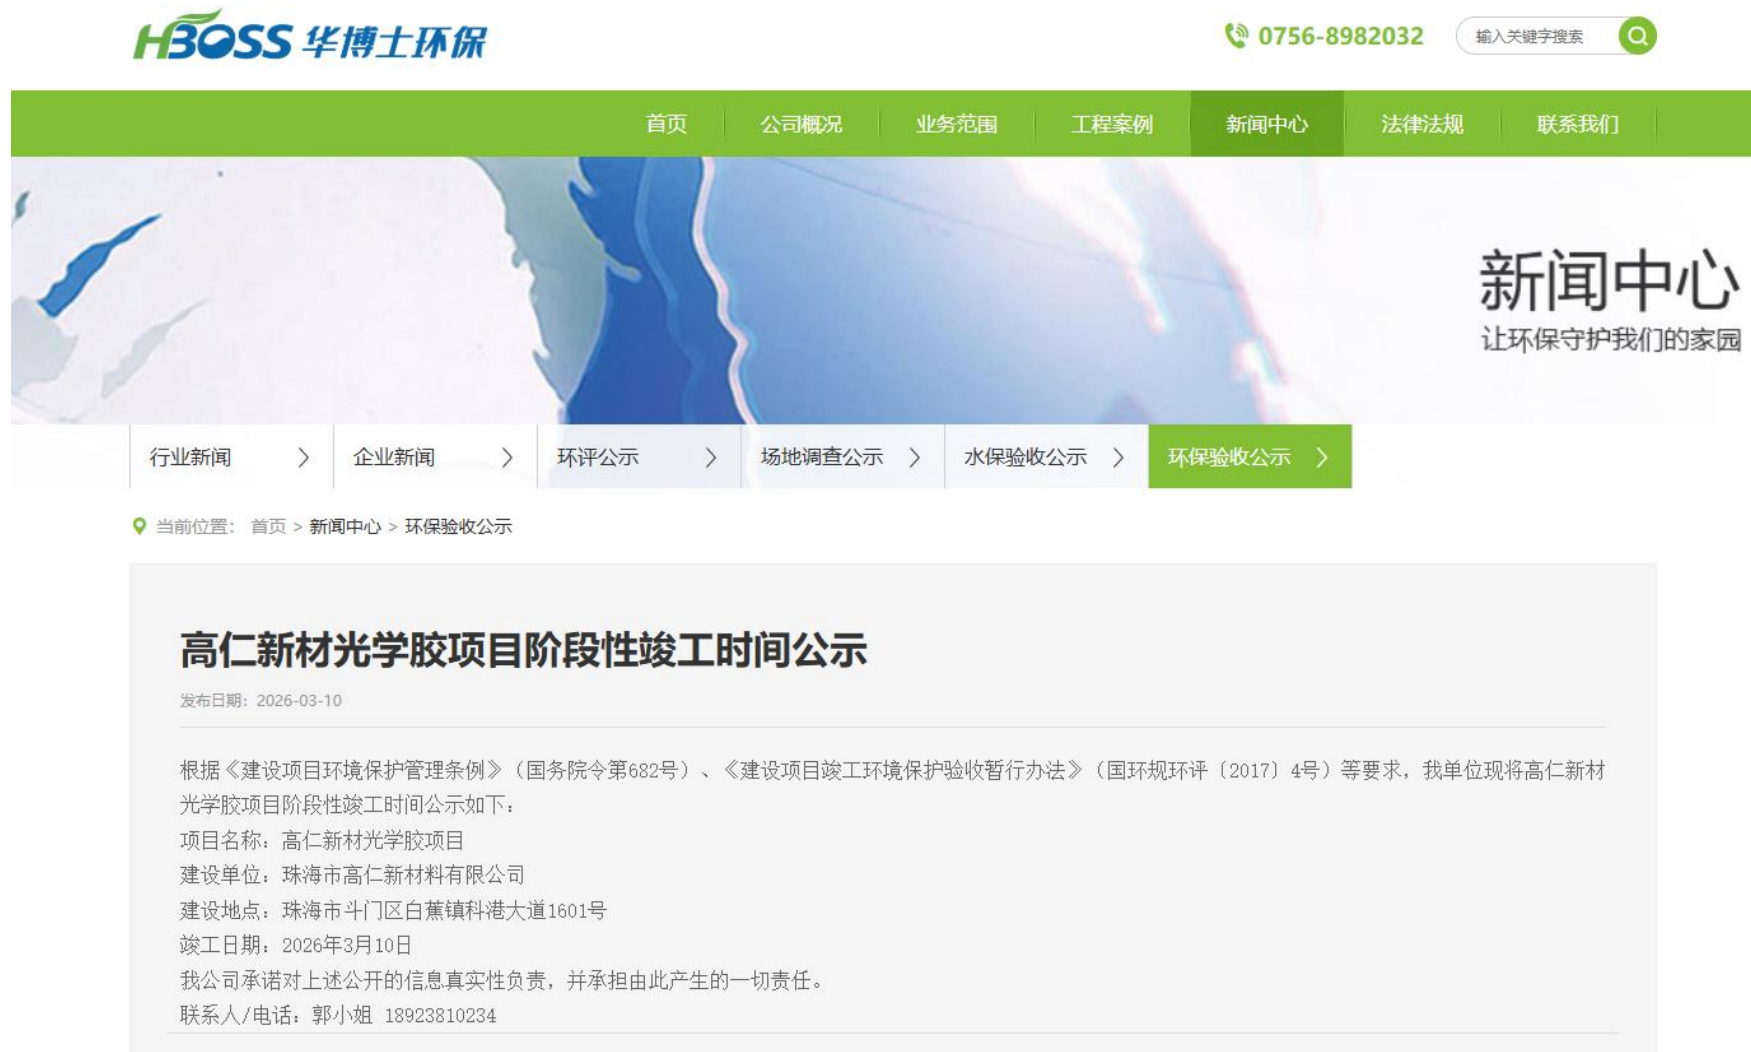 HBOSS 华博士环保
0756-8982032
输入关键字搜索
首页 公司概况 业务范围 工程案例 新闻中心 法律法规 联系我们
新闻中心
让环保守护我们的家园
行业新闻 企业新闻 环评公示 场地调查公示 水保验收公示 环保验收公示
当前位置： 首页 > 新闻中心 > 环保验收公示
高仁新材光学胶项目阶段性竣工时间公示
发布日期：2026-03-10
根据《建设项目环境保护管理条例》（国务院令第682号）、《建设项目竣工环境保护验收暂行办法》（国环规环评〔2017〕4号）等要求，我单位现将高仁新材
光学胶项目阶段性竣工时间公示如下：
项目名称：高仁新材光学胶项目
建设单位：珠海市高仁新材料有限公司
建设地点：珠海市斗门区白蕉镇科港大道1601号
竣工日期：2026年3月10日
我公司承诺对上述公开的信息真实性负责，并承担由此产生的一切责任。
联系人/电话：郭小姐 18923810234